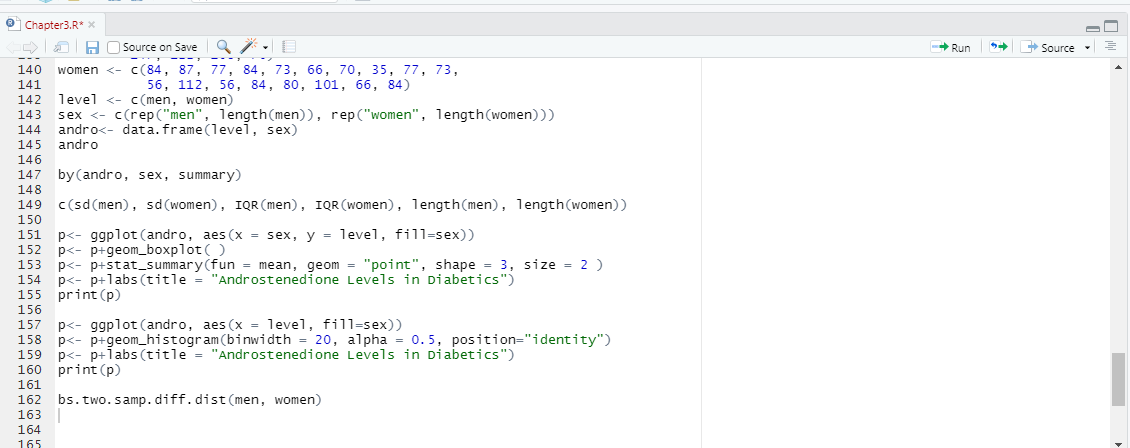 Chapter3.R*
Source on Save
Run
Source
140 women <- c(84, 87, 77, 84, 73, 66, 70, 35, 77, 73,
141 56, 112, 56, 84, 80, 101, 66, 84)
142 level <- c(men, women)
143 sex <- c(rep("men", length(men)), rep("women", length(women)))
144 andro<- data.frame(level, sex)
145 andro
146
147 by(andro, sex, summary)
148
149 c(sd(men), sd(women), IQR(men), IQR(women), length(men), length(women))
150
151 p<- ggplot(andro, aes(x = sex, y = level, fill=sex))
152 p<- p+geom_boxplot( )
153 p<- p+stat_summary(fun = mean, geom = "point", shape = 3, size = 2 )
154 p<- p+labs(title = "Androstenedione Levels in Diabetics")
155 print(p)
156
157 p<- ggplot(andro, aes(x = level, fill=sex))
158 p<- p+geom_histogram(binwidth = 20, alpha = 0.5, position="identity")
159 p<- p+labs(title = "Androstenedione Levels in Diabetics")
160 print(p)
161
162 bs.two.samp.diff.dist(men, women)
163
164
165